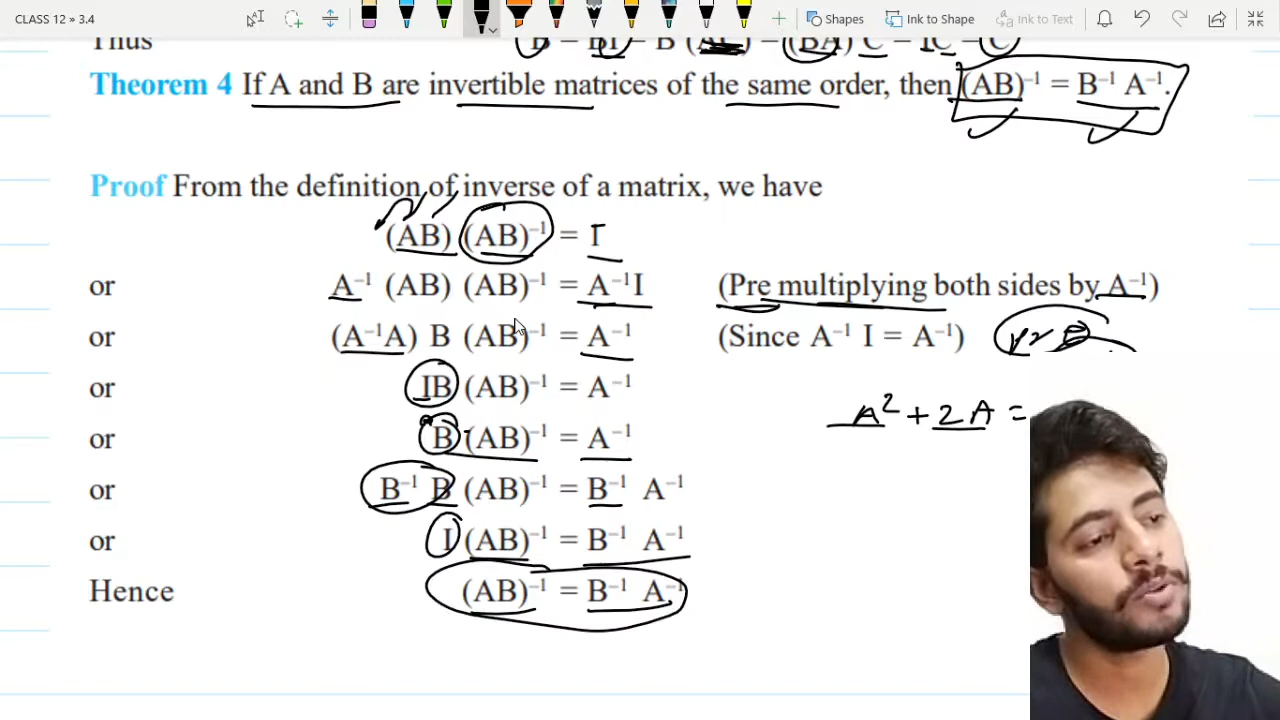 CLASS 12 » 3.4
Shapes
Ink to Shape
Ink to Text
Thus B = BI = B (AC) = (BA) C = IC = C
Theorem 4 If A and B are invertible matrices of the same order, then (AB)⁻¹ = B⁻¹ A⁻¹.
Proof From the definition of inverse of a matrix, we have
(AB) (AB)⁻¹ = I
or A⁻¹ (AB) (AB)⁻¹ = A⁻¹I (Pre multiplying both sides by A⁻¹)
or (A⁻¹A) B (AB)⁻¹ = A⁻¹ (Since A⁻¹ I = A⁻¹)
or IB (AB)⁻¹ = A⁻¹
A² + 2A =
or B (AB)⁻¹ = A⁻¹
or B⁻¹ B (AB)⁻¹ = B⁻¹ A⁻¹
or I (AB)⁻¹ = B⁻¹ A⁻¹
Hence (AB)⁻¹ = B⁻¹ A⁻¹